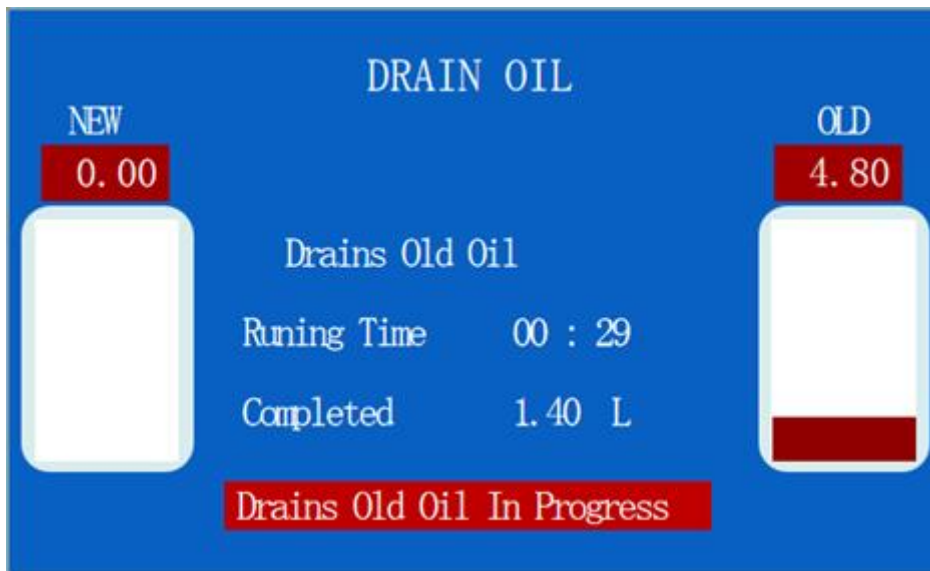 DRAIN OIL
NEW
OLD
0.00
4.80
Drains Old Oil
Runing Time 00 : 29
Completed 1.40 L
Drains Old Oil In Progress